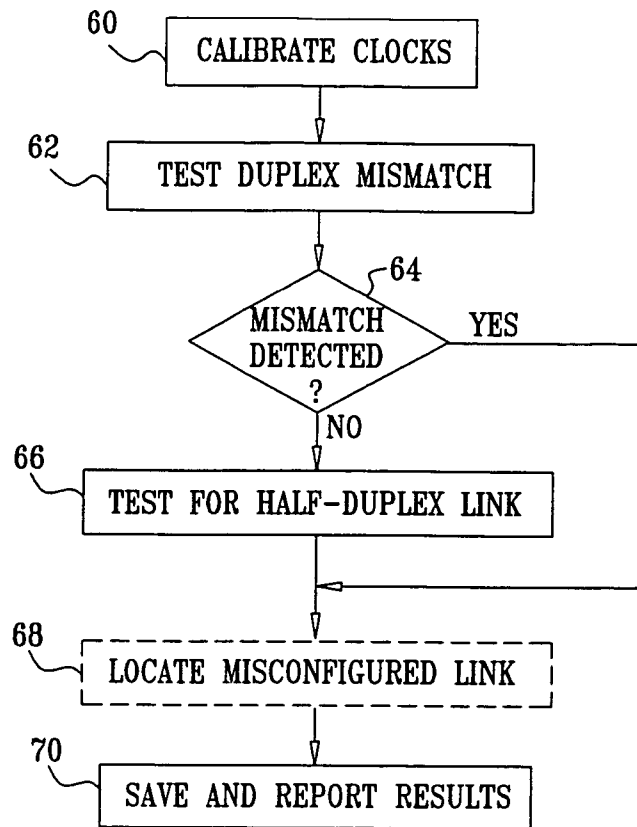 60
CALIBRATE CLOCKS
62
TEST DUPLEX MISMATCH
64
MISMATCH
DETECTED
?
YES
NO
66
TEST FOR HALF-DUPLEX LINK
68
LOCATE MISCONFIGURED LINK
70
SAVE AND REPORT RESULTS